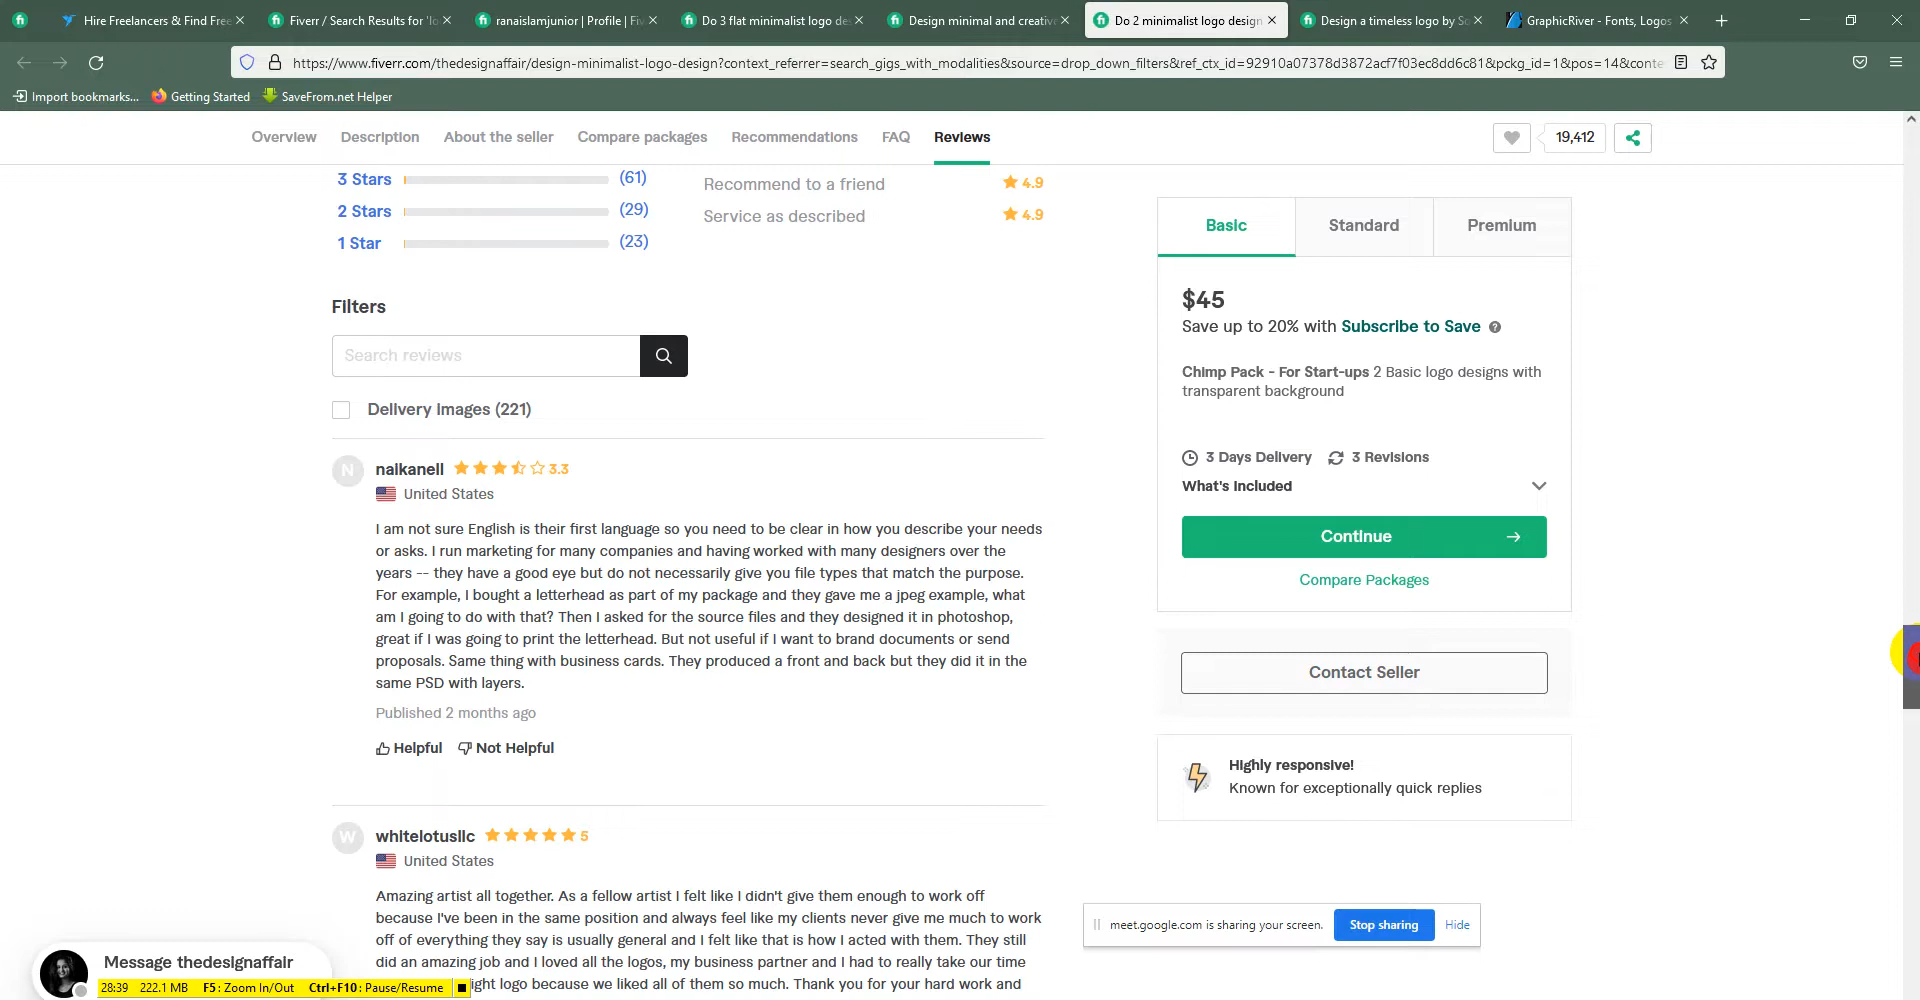 Hire Freelancers & Find Free
Fiverr / Search Results for 'lo
ranaislamjunior | Profile | Fiv
Do 3 flat minimalist logo des
Design minimal and creative
Do 2 minimalist logo design
Design a timeless logo by So
GraphicRiver - Fonts, Logos
https://www.fiverr.com/thedesignaffair/design-minimalist-logo-design?context_referrer=search_gigs_with_modalities&source=drop_down_filters&ref_ctx_id=92910a07378d3872acf7f03ec8dd6c81&pckg_id=1&pos=14&conte
Import bookmarks...
Getting Started
SaveFrom.net Helper
Overview
Description
About the seller
Compare packages
Recommendations
FAQ
Reviews
19,412
3 Stars (61)
2 Stars (29)
1 Star (23)
Recommend to a friend 4.9
Service as described 4.9
Filters
Search reviews
Delivery Images (221)
N
nalkanell 3.3
United States
I am not sure English is their first language so you need to be clear in how you describe your needs
or asks. I run marketing for many companies and having worked with many designers over the
years -- they have a good eye but do not necessarily give you file types that match the purpose.
For example, I bought a letterhead as part of my package and they gave me a jpeg example, what
am I going to do with that? Then I asked for the source files and they designed it in photoshop,
great if I was going to print the letterhead. But not useful if I want to brand documents or send
proposals. Same thing with business cards. They produced a front and back but they did it in the
same PSD with layers.
Published 2 months ago
Helpful
Not Helpful
W
whitelotusllc 5
United States
Amazing artist all together. As a fellow artist I felt like I didn't give them enough to work off
because I've been in the same position and always feel like my clients never give me much to work
off of everything they say is usually general and I felt like that is how I acted with them. They still
did an amazing job and I loved all the logos, my business partner and I had to really take our time
ight logo because we liked all of them so much. Thank you for your hard work and
Basic
Standard
Premium
$45
Save up to 20% with Subscribe to Save
Chimp Pack - For Start-ups 2 Basic logo designs with
transparent background
3 Days Delivery
3 Revisions
What's Included
Continue
Compare Packages
Contact Seller
Highly responsive!
Known for exceptionally quick replies
meet.google.com is sharing your screen.
Stop sharing
Hide
Message thedesignaffair
28:39 222.1 MB F5: Zoom In/Out Ctrl+F10: Pause/Resume